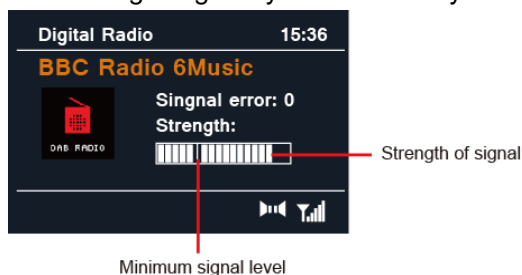 Digital Radio 15:36
BBC Radio 6Music
Singnal error: 0
Strength:
DAB RADIO
Strength of signal
Minimum signal level